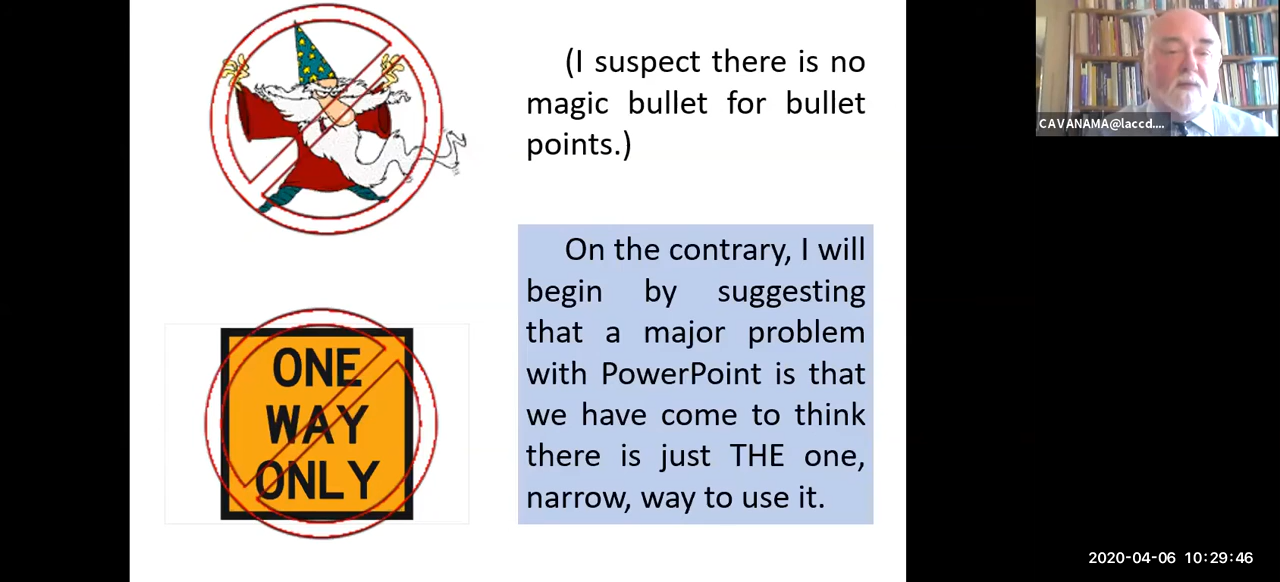 (I suspect there is no
magic bullet for bullet
points.)
CAVANAMA@laccd....
On the contrary, I will
begin by suggesting
that a major problem
with PowerPoint is that
we have come to think
there is just THE one,
narrow, way to use it.
ONE
WAY
ONLY
2020-04-06 10:29:46